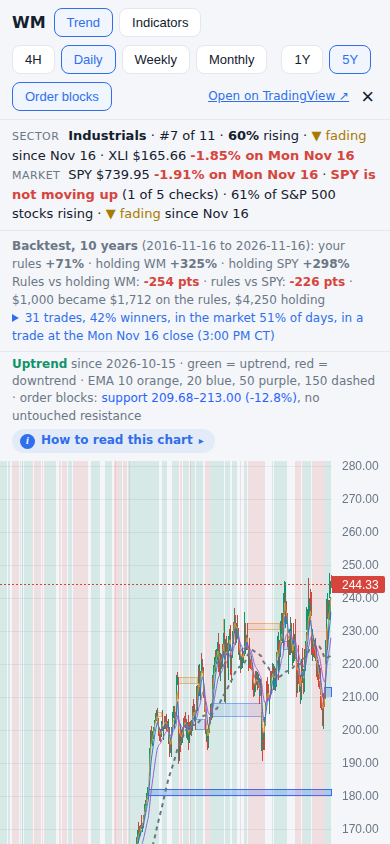 WM Trend Indicators
4H Daily Weekly Monthly 1Y 5Y
Order blocks Open on TradingView ↗ ✕
SECTOR Industrials · #7 of 11 · 60% rising · ▼ fading
since Nov 16 · XLI $165.66 -1.85% on Mon Nov 16
MARKET SPY $739.95 -1.91% on Mon Nov 16 · SPY is
not moving up (1 of 5 checks) · 61% of S&P 500
stocks rising · ▼ fading since Nov 16
Backtest, 10 years (2016-11-16 to 2026-11-16): your
rules +71% · holding WM +325% · holding SPY +298%
Rules vs holding WM: -254 pts · rules vs SPY: -226 pts ·
$1,000 became $1,712 on the rules, $4,250 holding
▶ 31 trades, 42% winners, in the market 51% of days, in a
trade at the Mon Nov 16 close (3:00 PM CT)
Uptrend since 2026-10-15 · green = uptrend, red =
downtrend · EMA 10 orange, 20 blue, 50 purple, 150 dashed
· order blocks: support 209.68–213.00 (-12.8%), no
untouched resistance
i How to read this chart ▸
280.00
270.00
260.00
250.00
244.33
240.00
230.00
220.00
210.00
200.00
190.00
180.00
170.00